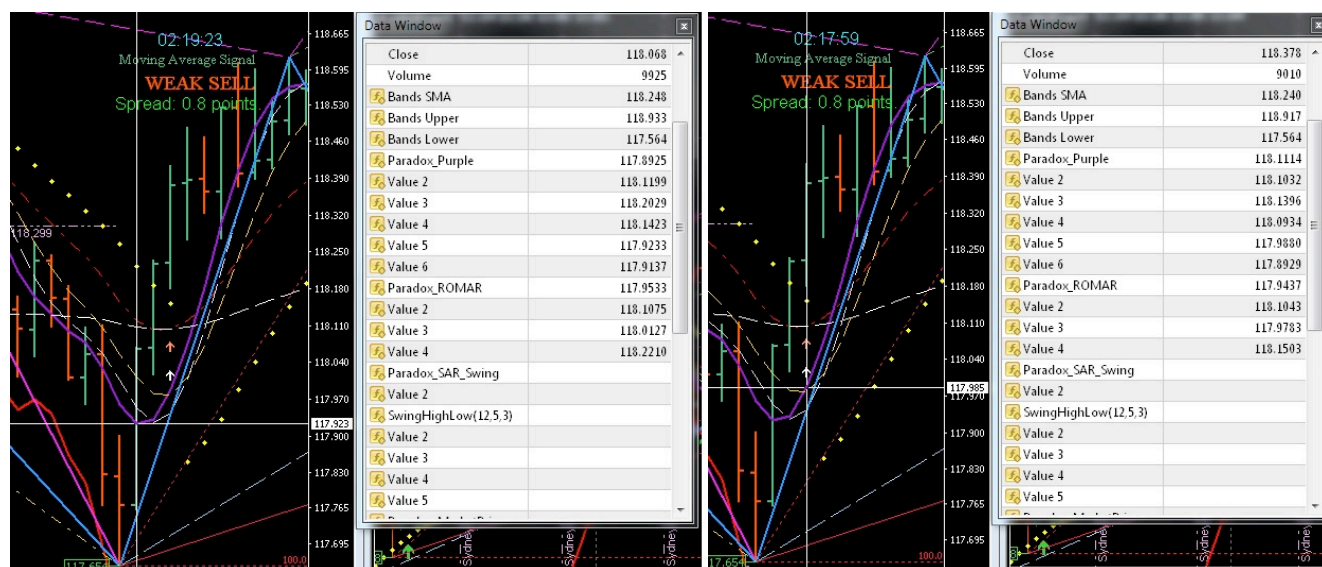 02:19:23
Moving Average Signal
WEAK SELL
Spread: 0.8 points
118.299
118.665
118.595
118.530
118.460
118.390
118.320
118.250
118.180
118.110
118.040
117.970
117.923
117.900
117.830
117.765
117.695
117.654
100.0
Data Window
Close 118.068
Volume 9925
Bands SMA 118.248
Bands Upper 118.933
Bands Lower 117.564
Paradox_Purple 117.8925
Value 2 118.1199
Value 3 118.2029
Value 4 118.1423
Value 5 117.9233
Value 6 117.9137
Paradox_ROMAR 117.9533
Value 2 118.1075
Value 3 118.0127
Value 4 118.2210
Paradox_SAR_Swing
Value 2
SwingHighLow(12,5,3)
Value 2
Value 3
Value 4
Value 5
Sydney
Sydney
02:17:59
Moving Average Signal
WEAK SELL
Spread: 0.8 points
118.665
118.595
118.530
118.460
118.390
118.320
118.250
118.180
118.110
118.040
117.985
117.970
117.900
117.830
117.765
117.695
117.654
100.0
Data Window
Close 118.378
Volume 9010
Bands SMA 118.240
Bands Upper 118.917
Bands Lower 117.564
Paradox_Purple 118.1114
Value 2 118.1032
Value 3 118.1396
Value 4 118.0934
Value 5 117.9880
Value 6 117.8929
Paradox_ROMAR 117.9437
Value 2 118.1043
Value 3 117.9783
Value 4 118.1503
Paradox_SAR_Swing
Value 2
SwingHighLow(12,5,3)
Value 2
Value 3
Value 4
Value 5
Sydney
Sydney